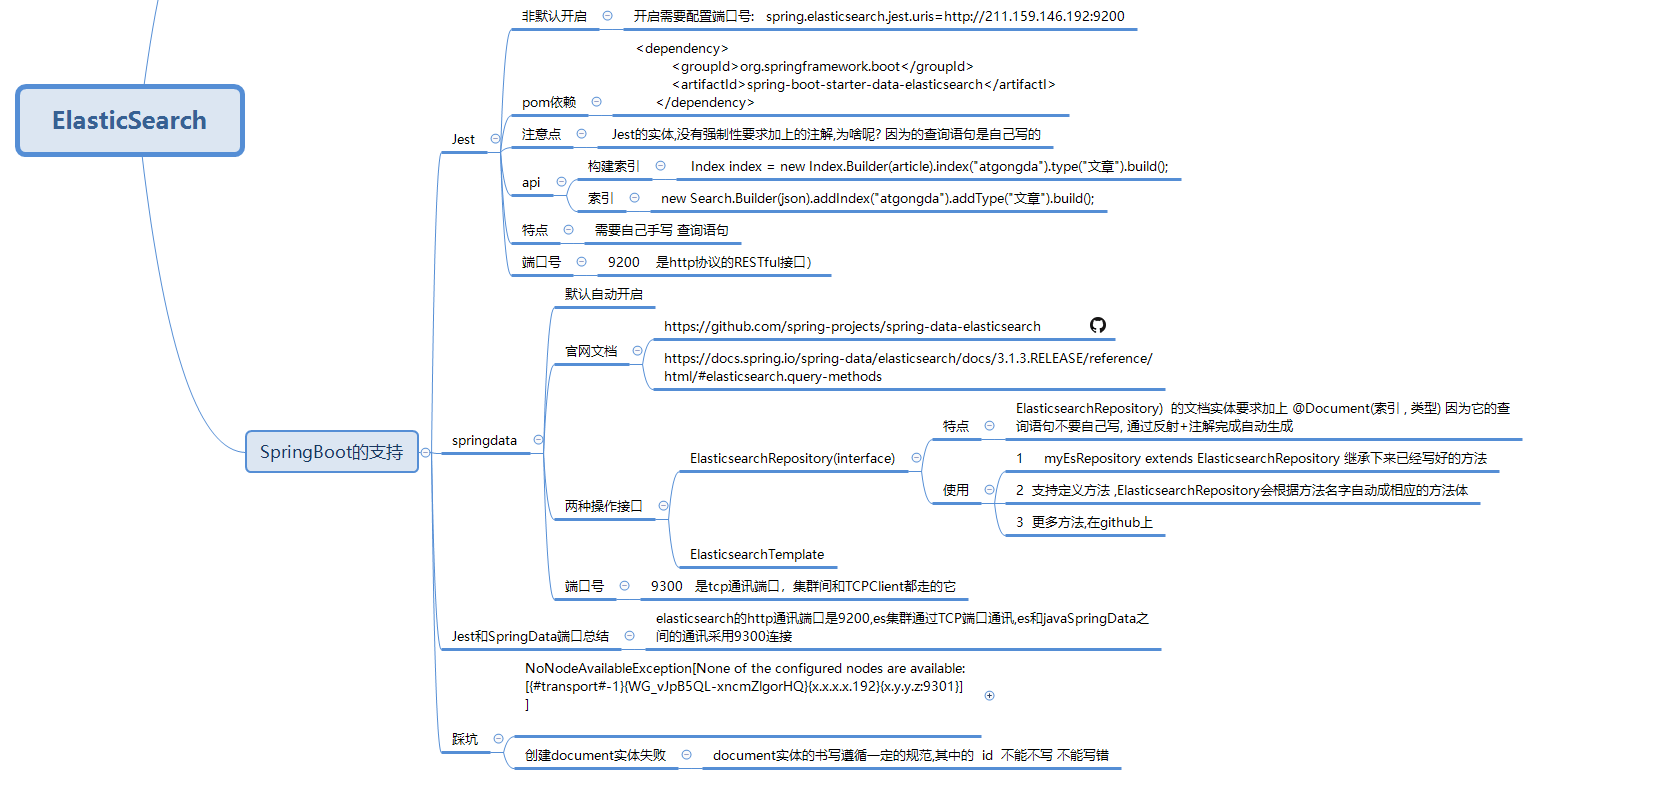 ElasticSearch
SpringBoot的支持
Jest
非默认开启
开启需要配置端口号: spring.elasticsearch.jest.uris=http://211.159.146.192:9200
pom依赖
<dependency>
<groupId>org.springframework.boot</groupId>
<artifactId>spring-boot-starter-data-elasticsearch</artifactI>
</dependency>
注意点
Jest的实体,没有强制性要求加上的注解,为啥呢? 因为的查询语句是自己写的
api
构建索引
Index index = new Index.Builder(article).index("atgongda").type("文章").build();
索引
new Search.Builder(json).addIndex("atgongda").addType("文章").build();
特点
需要自己手写 查询语句
端口号
9200 是http协议的RESTful接口）
springdata
默认自动开启
官网文档
https://github.com/spring-projects/spring-data-elasticsearch
https://docs.spring.io/spring-data/elasticsearch/docs/3.1.3.RELEASE/reference/
html/#elasticsearch.query-methods
两种操作接口
ElasticsearchRepository(interface)
特点
ElasticsearchRepository）的文档实体要求加上 @Document(索引 , 类型) 因为它的查
询语句不要自己写, 通过反射+注解完成自动生成
使用
1 myEsRepository extends ElasticsearchRepository 继承下来已经写好的方法
2 支持定义方法 ,ElasticsearchRepository会根据方法名字自动成相应的方法体
3 更多方法,在github上
ElasticsearchTemplate
端口号
9300 是tcp通讯端口，集群间和TCPClient都走的它
Jest和SpringData端口总结
elasticsearch的http通讯端口是9200,es集群通过TCP端口通讯,es和javaSpringData之
间的通讯采用9300连接
踩坑
NoNodeAvailableException[None of the configured nodes are available:
[{#transport#-1}{WG_vJpB5QL-xncmZlgorHQ}{x.x.x.x.192}{x.y.y.z:9301}]
]
创建document实体失败
document实体的书写遵循一定的规范,其中的 id 不能不写 不能写错